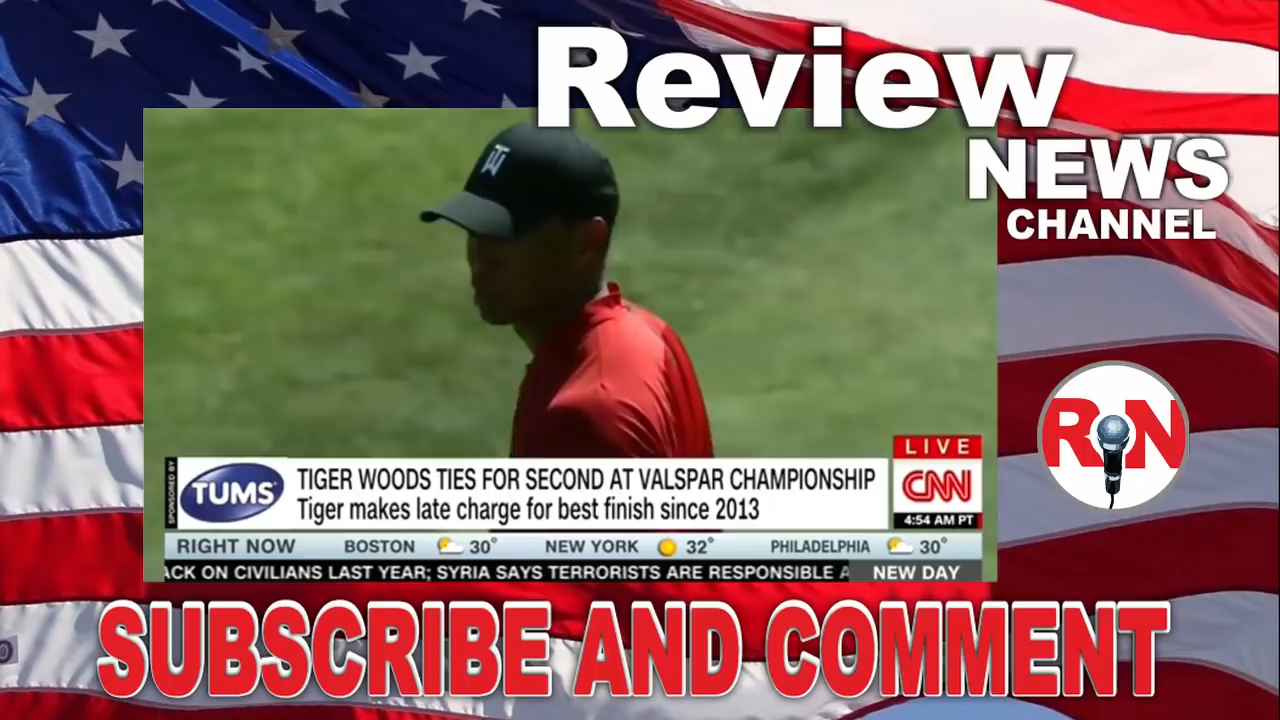 Review
NEWS
CHANNEL
TW
LIVE
SPONSORED BY
TUMS
TIGER WOODS TIES FOR SECOND AT VALSPAR CHAMPIONSHIP
Tiger makes late charge for best finish since 2013
CNN
4:54 AM PT
RIGHT NOW BOSTON 30° NEW YORK 32° PHILADELPHIA 30°
ACK ON CIVILIANS LAST YEAR; SYRIA SAYS TERRORISTS ARE RESPONSIBLE A NEW DAY
RN
SUBSCRIBE AND COMMENT